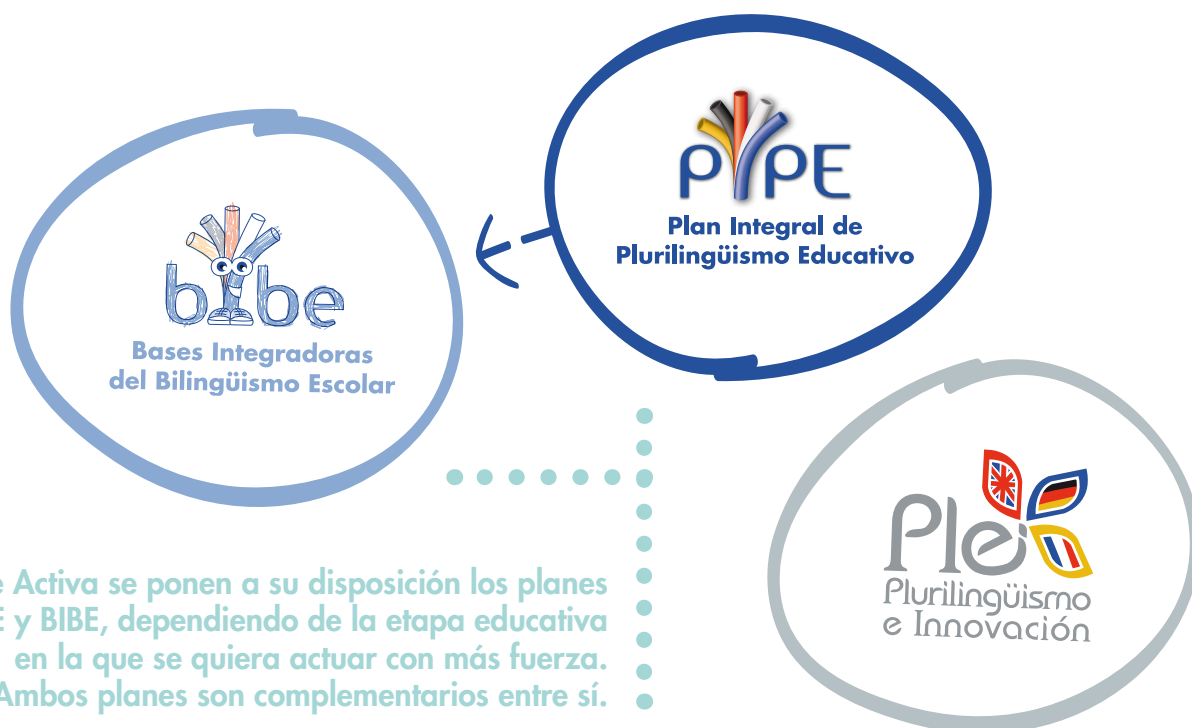 PIPE
Plan Integral de
Plurilingüismo Educativo
bibe
Bases Integradoras
del Bilingüismo Escolar
Plei
Plurilingüismo
e Innovación
Activa se ponen a su disposición los planes
y BIBE, dependiendo de la etapa educativa
en la que se quiera actuar con más fuerza.
Ambos planes son complementarios entre sí.